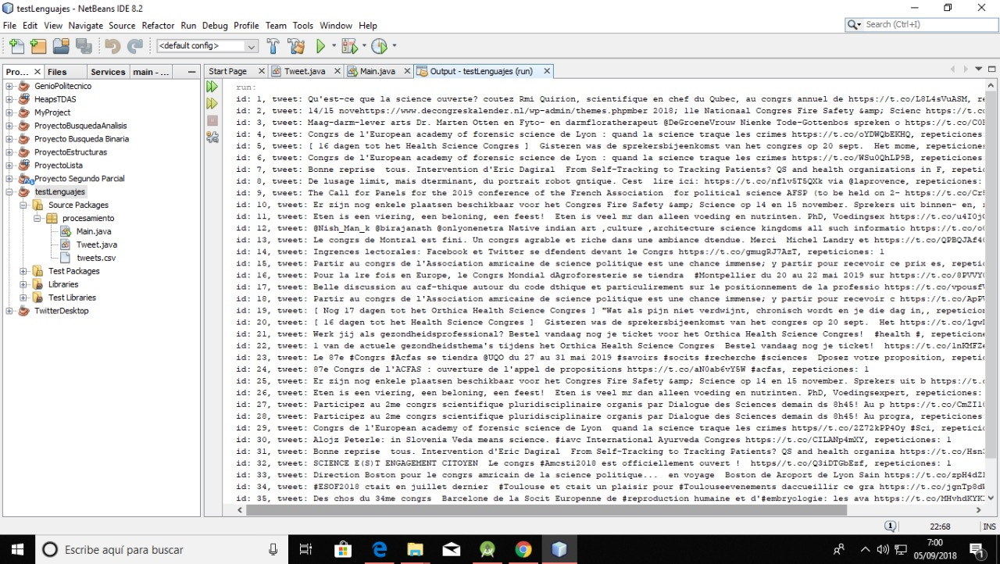 testLenguajes - NetBeans IDE 8.2
File Edit View Navigate Source Refactor Run Debug Profile Team Tools Window Help
Search (Ctrl+I)
<default config>
Pro... Files Services main - ...
Start Page Tweet.java Main.java Output - testLenguajes (run)
GenioPolitecnico
HeapsTDAS
MyProject
ProyectoBusquedaAnalisis
Proyecto Busqueda Binaria
ProyectoEstructuras
ProyectoLista
Proyecto Segundo Parcial
testLenguajes
Source Packages
procesamiento
Main.java
Tweet.java
tweets.csv
Test Packages
Libraries
Test Libraries
TwitterDesktop
run:
id: 1, tweet: Qu'est-ce que la science ouverte? coutez Rmi Quirion, scientifique en chef du Qubec, au congrs annuel de https://t.co/L8L4sVuASM, re
id: 2, tweet: 14/15 novehttps://www.decongreskalender.nl/wp-admin/themes.phpmber 2018; 11e Nationaal Congres Fire Safety &amp; Scienc https://t.co
id: 3, tweet: Maag-darm-lever arts Dr. Marten Otten en Fyto- en darmfloratherapeut @DeGroeneVrouw Nienke Tode-Gottenbos spreken o https://t.co/C0
id: 4, tweet: Congrs de l'European academy of forensic science de Lyon : quand la science traque les crimes https://t.co/oYDWQbEKHQ, repeticiones
id: 5, tweet: [ 16 dagen tot het Health Science Congres ] Gisteren was de sprekersbijeenkomst van het congres op 20 sept. Het mome, repeticiones
id: 6, tweet: Congrs de l'European academy of forensic science de Lyon : quand la science traque les crimes https://t.co/WSu0QhLP9B, repeticiones
id: 7, tweet: Bonne reprise tous. Intervention d'Eric Dagiral From Self-Tracking to Tracking Patients? QS and health organizations in F, repetic
id: 8, tweet: De lusage limit, mais dterminant, du portrait robot gntique. Cest lire ici: https://t.co/nflv5T5QXk via @laprovence, repeticiones:
id: 9, tweet: The Call for Panels for the 2019 conference of the French Association for political science AFSP (to be held on 2- https://t.co/Cr
id: 10, tweet: Er zijn nog enkele plaatsen beschikbaar voor het Congres Fire Safety &amp; Science op 14 en 15 november. Sprekers uit binnen- en, r
id: 11, tweet: Eten is een viering, een beloning, een feest! Eten is veel mr dan alleen voeding en nutrinten. PhD, Voedingsex https://t.co/u4I0j
id: 12, tweet: @Nish_Man_k @birajanath @onlyonenetra Native indian art ,culture ,architecture science kingdoms all such informatio https://t.co/o
id: 13, tweet: Le congrs de Montral est fini. Un congrs agrable et riche dans une ambiance dtendue. Merci Michel Landry et https://t.co/QPBQJAf4
id: 14, tweet: Ingrences lectorales: Facebook et Twitter se dfendent devant le Congrs https://t.co/gmugRJ7AzT, repeticiones: 1
id: 15, tweet: Partir au congrs de l'Association amricaine de science politique est une chance immense; y partir pour recevoir ce prix es, repetic
id: 16, tweet: Pour la 1re fois en Europe, le Congrs Mondial dAgroforesterie se tiendra #Montpellier du 20 au 22 mai 2019 sur https://t.co/8PVVY
id: 17, tweet: Belle discussion au caf-thique autour du code dthique et particulirement sur le positionnement de la professio https://t.co/vpousf
id: 18, tweet: Partir au congrs de l'Association amricaine de science politique est une chance immense; y partir pour recevoir c https://t.co/ApP
id: 19, tweet: [ Nog 17 dagen tot het Orthica Health Science Congres ] "Wat als pijn niet verdwijnt, chronisch wordt en je die dag in,, repeticion
id: 20, tweet: [ 16 dagen tot het Health Science Congres ] Gisteren was de sprekersbijeenkomst van het congres op 20 sept. Het https://t.co/lgw
id: 21, tweet: Werk jij als gezondheidsprofessional? Bestel vandaag nog je ticket voor het Orthica Health Science Congres! #health #, repeticione
id: 22, tweet: 1 van de actuele gezondheidsthema's tijdens het Orthica Health Science Congres Bestel vandaag nog je ticket! https://t.co/lnKMFZ
id: 23, tweet: Le 87e #Congrs #Acfas se tiendra @UQO du 27 au 31 mai 2019 #savoirs #socits #recherche #sciences Dposez votre proposition, repetic
id: 24, tweet: 87e Congrs de l'ACFAS : ouverture de l'appel de propositions https://t.co/aN0ab6vY5W #acfas, repeticiones: 1
id: 25, tweet: Er zijn nog enkele plaatsen beschikbaar voor het Congres Fire Safety &amp; Science op 14 en 15 november. Sprekers uit b https://t.c
id: 26, tweet: Eten is een viering, een beloning, een feest! Eten is veel mr dan alleen voeding en nutrinten. PhD, Voedingsexpert, repeticiones:
id: 27, tweet: Participez au 2me congrs scientifique pluridisciplinaire organis par Dialogue des Sciences demain ds 8h45! Au p https://t.co/CmZIl
id: 28, tweet: Participez au 2me congrs scientifique pluridisciplinaire organis par Dialogue des Sciences demain ds 8h45! Au progra, repeticiones
id: 29, tweet: Congrs de l'European academy of forensic science de Lyon quand la science traque les crimes https://t.co/2Z72kPP4Oy #Sci, repetici
id: 30, tweet: Alojz Peterle: in Slovenia Veda means science. #iavc International Ayurveda Congres https://t.co/CILANp4mXY, repeticiones: 1
id: 31, tweet: Bonne reprise tous. Intervention d'Eric Dagiral From Self-Tracking to Tracking Patients? QS and health organiza https://t.co/Hsn
id: 32, tweet: SCIENCE E(S)T ENGAGEMENT CITOYEN Le congrs #Amcsti2018 est officiellement ouvert ! https://t.co/Q3iDTGbEzf, repeticiones: 1
id: 33, tweet: Direction Boston pour le congrs amricain de la science politique... en voyage Boston de Aroport de Lyon Sain https://t.co/zpH4dZ
id: 34, tweet: #ESOF2018 ctait en juillet dernier #Toulouse et ctait un plaisir pour #Toulouseevenements daccueillir ce gra https://t.co/jgnTp8d
id: 35, tweet: Des chos du 34me congrs Barcelone de la Socit Europenne de #reproduction humaine et d'#embryologie: les ava https://t.co/MHvhdKYK
22:68 INS
Escribe aquí para buscar
7:00
05/09/2018